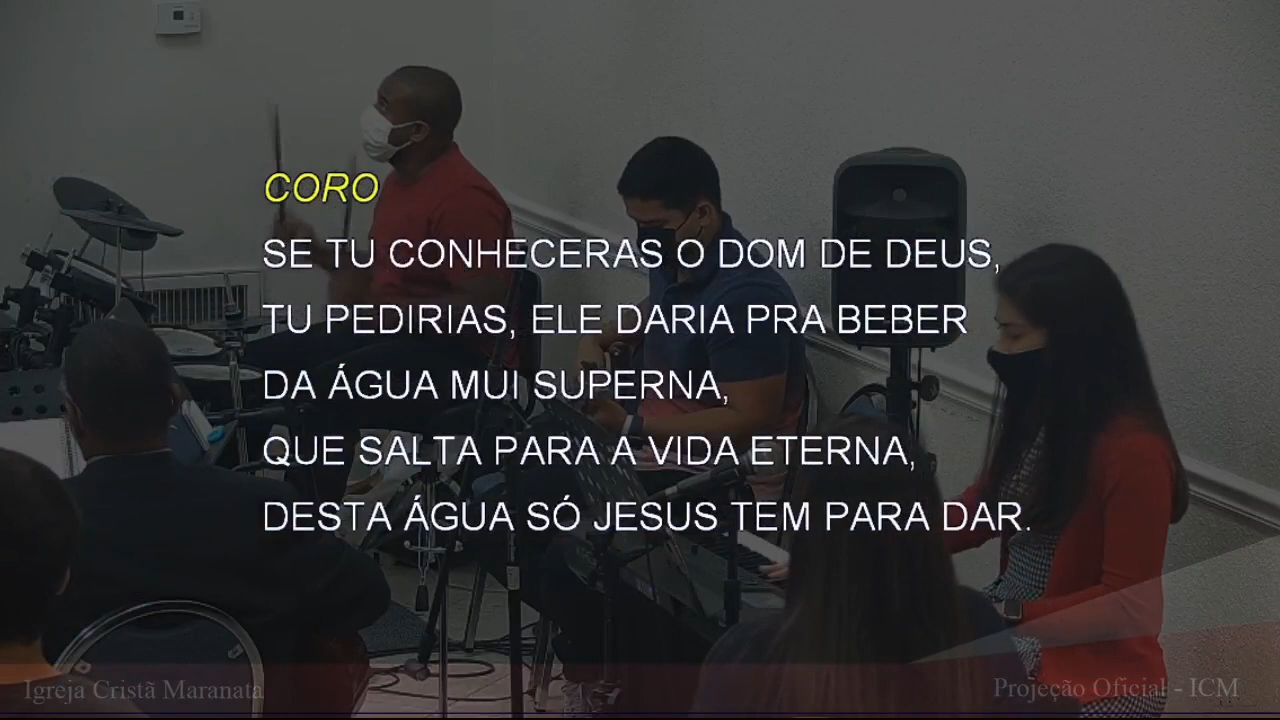 CORO
SE TU CONHECERAS O DOM DE DEUS,
TU PEDIRIAS, ELE DARIA PRA BEBER
DA ÁGUA MUI SUPERNA,
QUE SALTA PARA A VIDA ETERNA,
DESTA ÁGUA SÓ JESUS TEM PARA DAR.
Igreja Cristã Maranata
Projeção Oficial - ICM